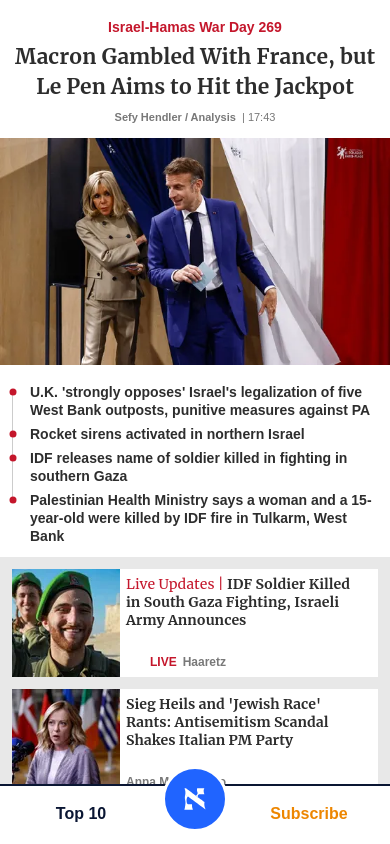 Israel-Hamas War Day 269
Macron Gambled With France, but
Le Pen Aims to Hit the Jackpot
Sefy Hendler / Analysis | 17:43
U.K. 'strongly opposes' Israel's legalization of five
West Bank outposts, punitive measures against PA
Rocket sirens activated in northern Israel
IDF releases name of soldier killed in fighting in
southern Gaza
Palestinian Health Ministry says a woman and a 15-
year-old were killed by IDF fire in Tulkarm, West
Bank
Live Updates | IDF Soldier Killed
in South Gaza Fighting, Israeli
Army Announces
LIVE Haaretz
Sieg Heils and 'Jewish Race'
Rants: Antisemitism Scandal
Shakes Italian PM Party
Anna
Top 10
Subscribe